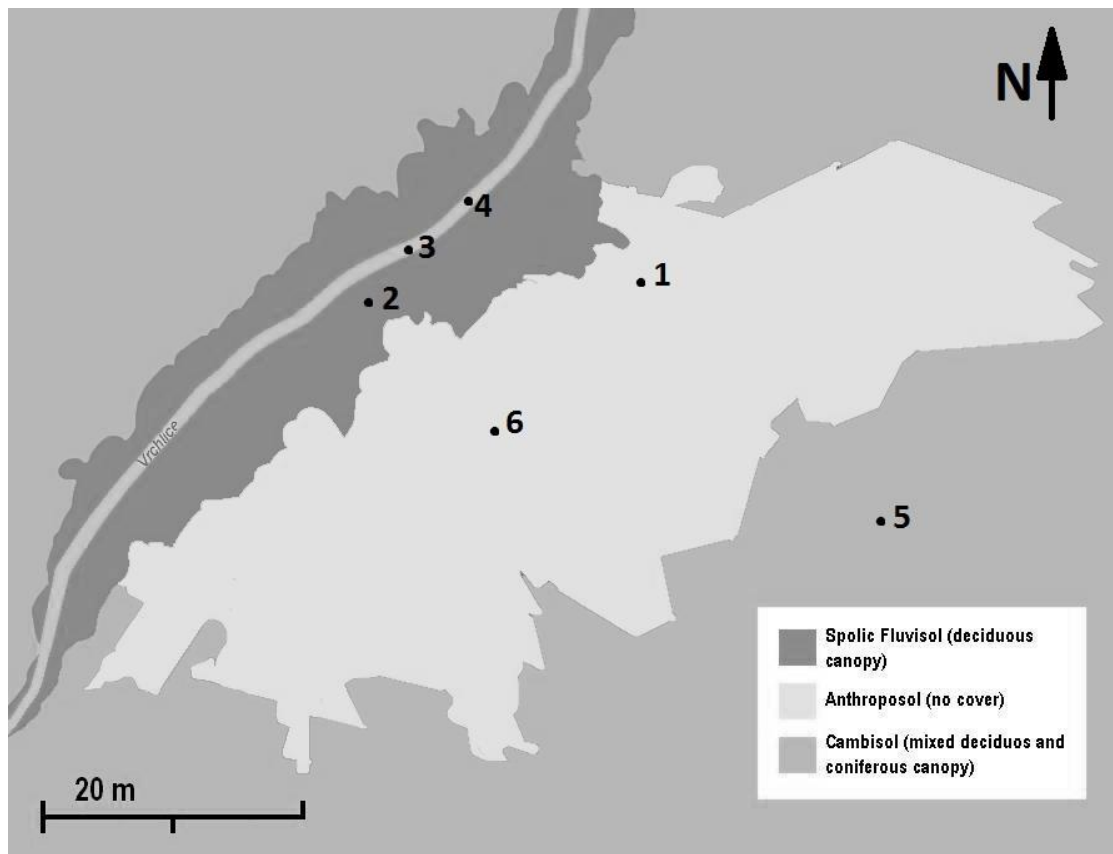 N
4
3
1
2
6
Vrchlice
5
Spolic Fluvisol (deciduous
canopy)
Anthroposol (no cover)
Cambisol (mixed deciduos and
coniferous canopy)
20 m